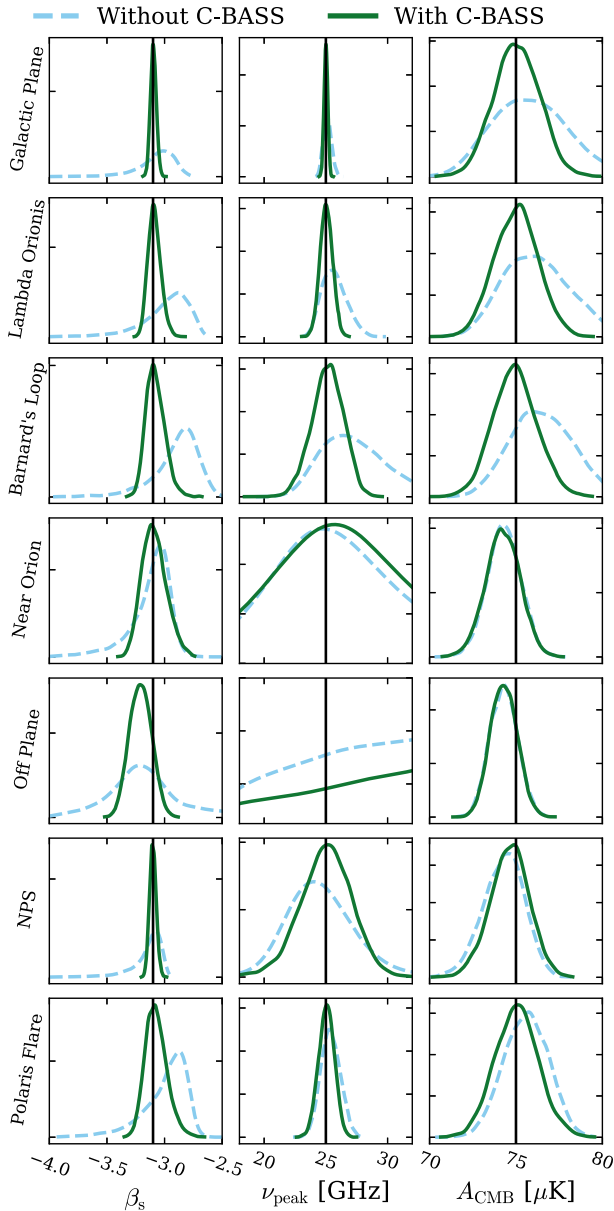 Without C-BASS With C-BASS
Galactic Plane
Lambda Orionis
Barnard's Loop
Near Orion
Off Plane
NPS
Polaris Flare
−4.0 −3.5 −3.0 −2.5 20 25 30 70 75 80
β_s ν_peak [GHz] A_CMB [μK]